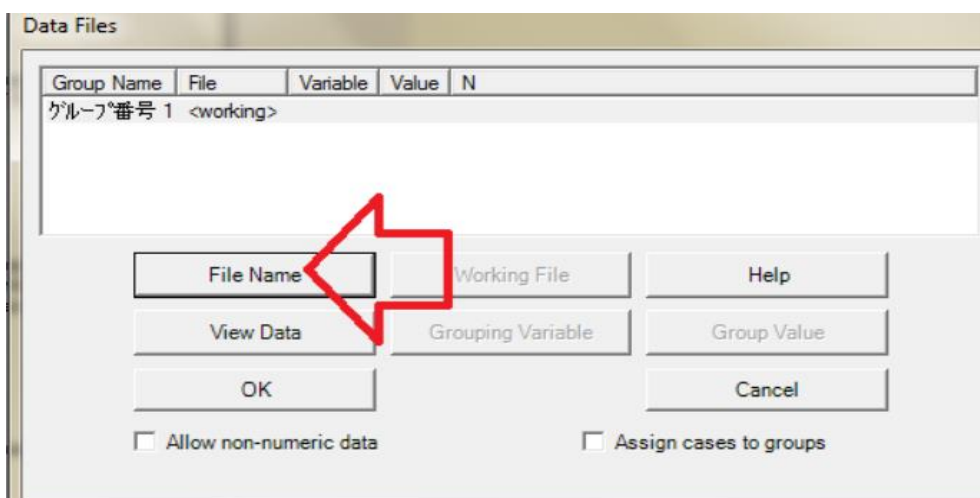 Data Files
Group Name File Variable Value N
ｸﾞﾙｰﾌﾟ番号 1 <working>
File Name Working File Help
View Data Grouping Variable Group Value
OK Cancel
Allow non-numeric data Assign cases to groups